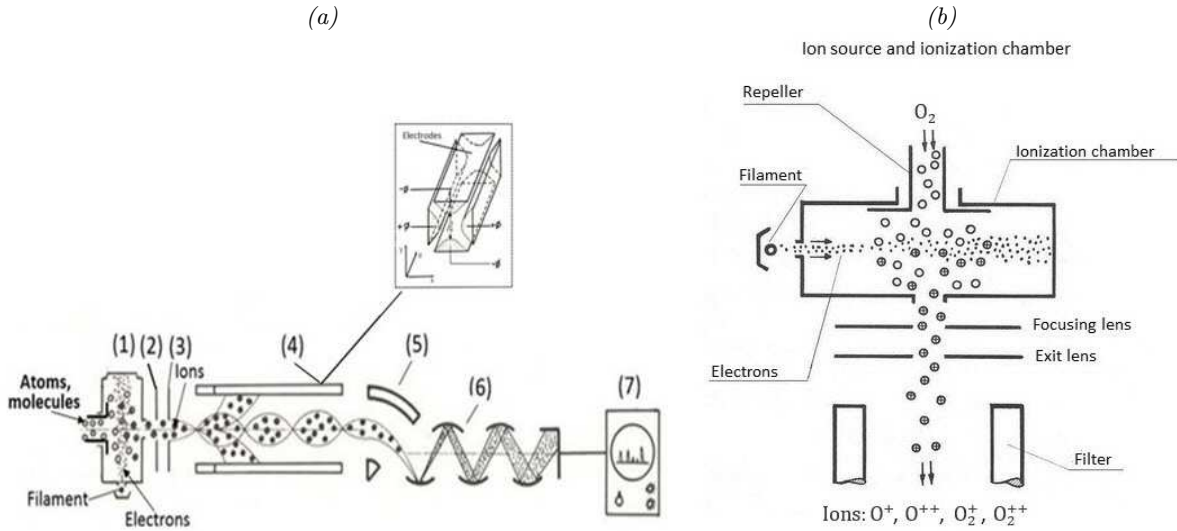 (a)
Electrodes
-ø
+ø
+ø
-ø
(1)
(2)
(3)
Ions
(4)
(5)
(6)
(7)
Atoms,
molecules
Filament
Electrons
(b)
Ion source and ionization chamber
Repeller
O₂
Ionization chamber
Filament
Focusing lens
Exit lens
Electrons
Filter
Ions: O⁺, O⁺⁺, O₂⁺, O₂⁺⁺